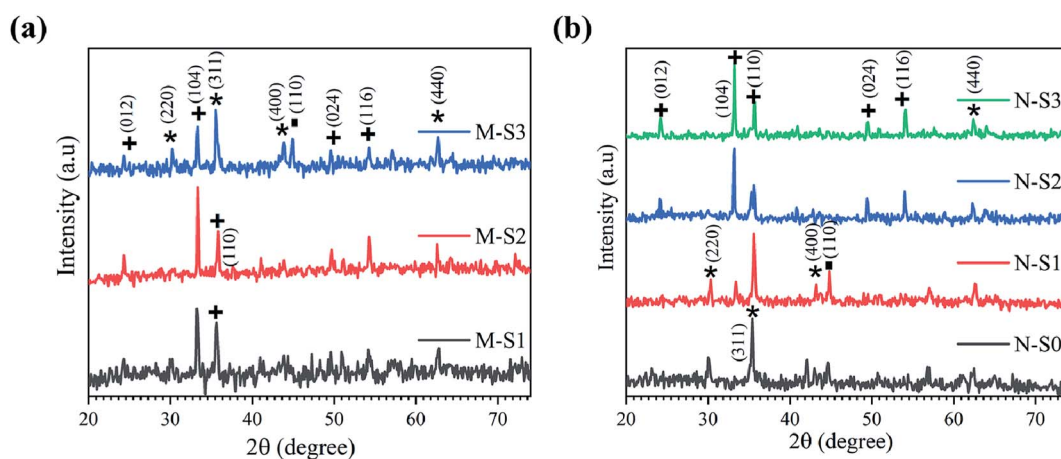 (a)
Intensity (a.u)
(012)
(220)
(104)
(311)
(400)
(110)
(024)
(116)
(440)
M-S3
M-S2
(110)
M-S1
20 30 40 50 60 70
2θ (degree)
(b)
Intensity (a.u)
(012)
(104)
(110)
(024)
(116)
(440)
N-S3
N-S2
(220)
(400)
(110)
N-S1
(311)
N-S0
20 30 40 50 60 70
2θ (degree)